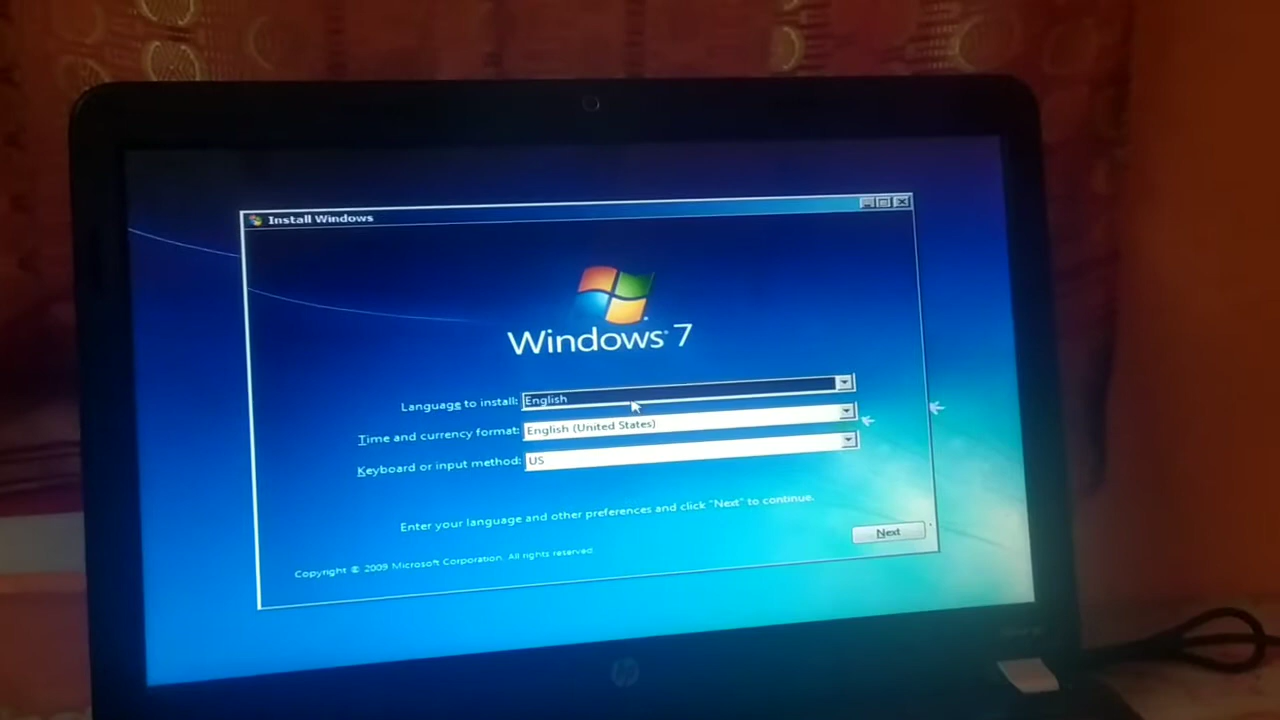 Install Windows
Windows 7
Language to install: English
Time and currency format: English (United States)
Keyboard or input method: US
Enter your language and other preferences and click "Next" to continue.
Next
Copyright © 2009 Microsoft Corporation. All rights reserved.
hp